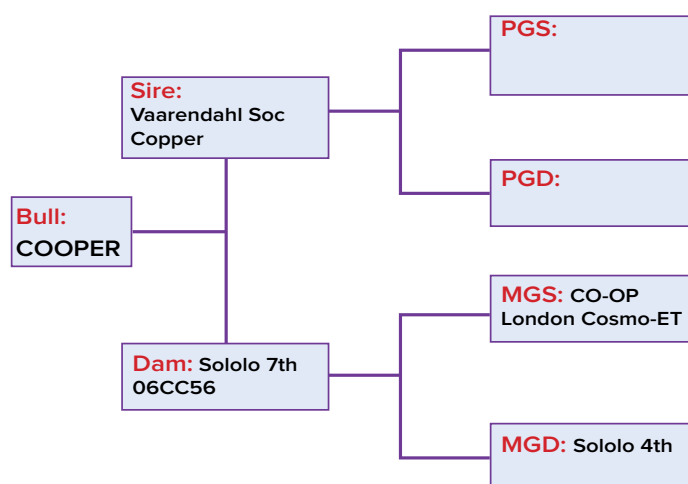 Bull:
COOPER
Sire:
Vaarendahl Soc
Copper
Dam: Sololo 7th
06CC56
PGS:
PGD:
MGS: CO-OP
London Cosmo-ET
MGD: Sololo 4th